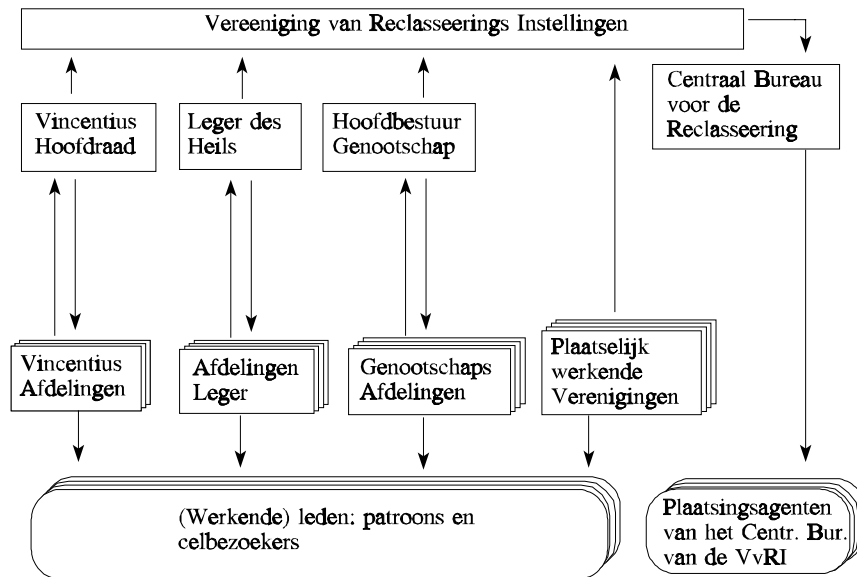 Vereeniging van Reclasseerings Instellingen
Vincentius
Hoofdraad
Leger des
Heils
Hoofdbestuur
Genootschap
Centraal Bureau
voor de
Reclasseering
Vincentius
Afdelingen
Afdelingen
Leger
Genootschaps
Afdelingen
Plaatselijk
werkende
Verenigingen
(Werkende) leden; patroons en
celbezoekers
Plaatsingsagenten
van het Centr. Bur.
van de VvRI